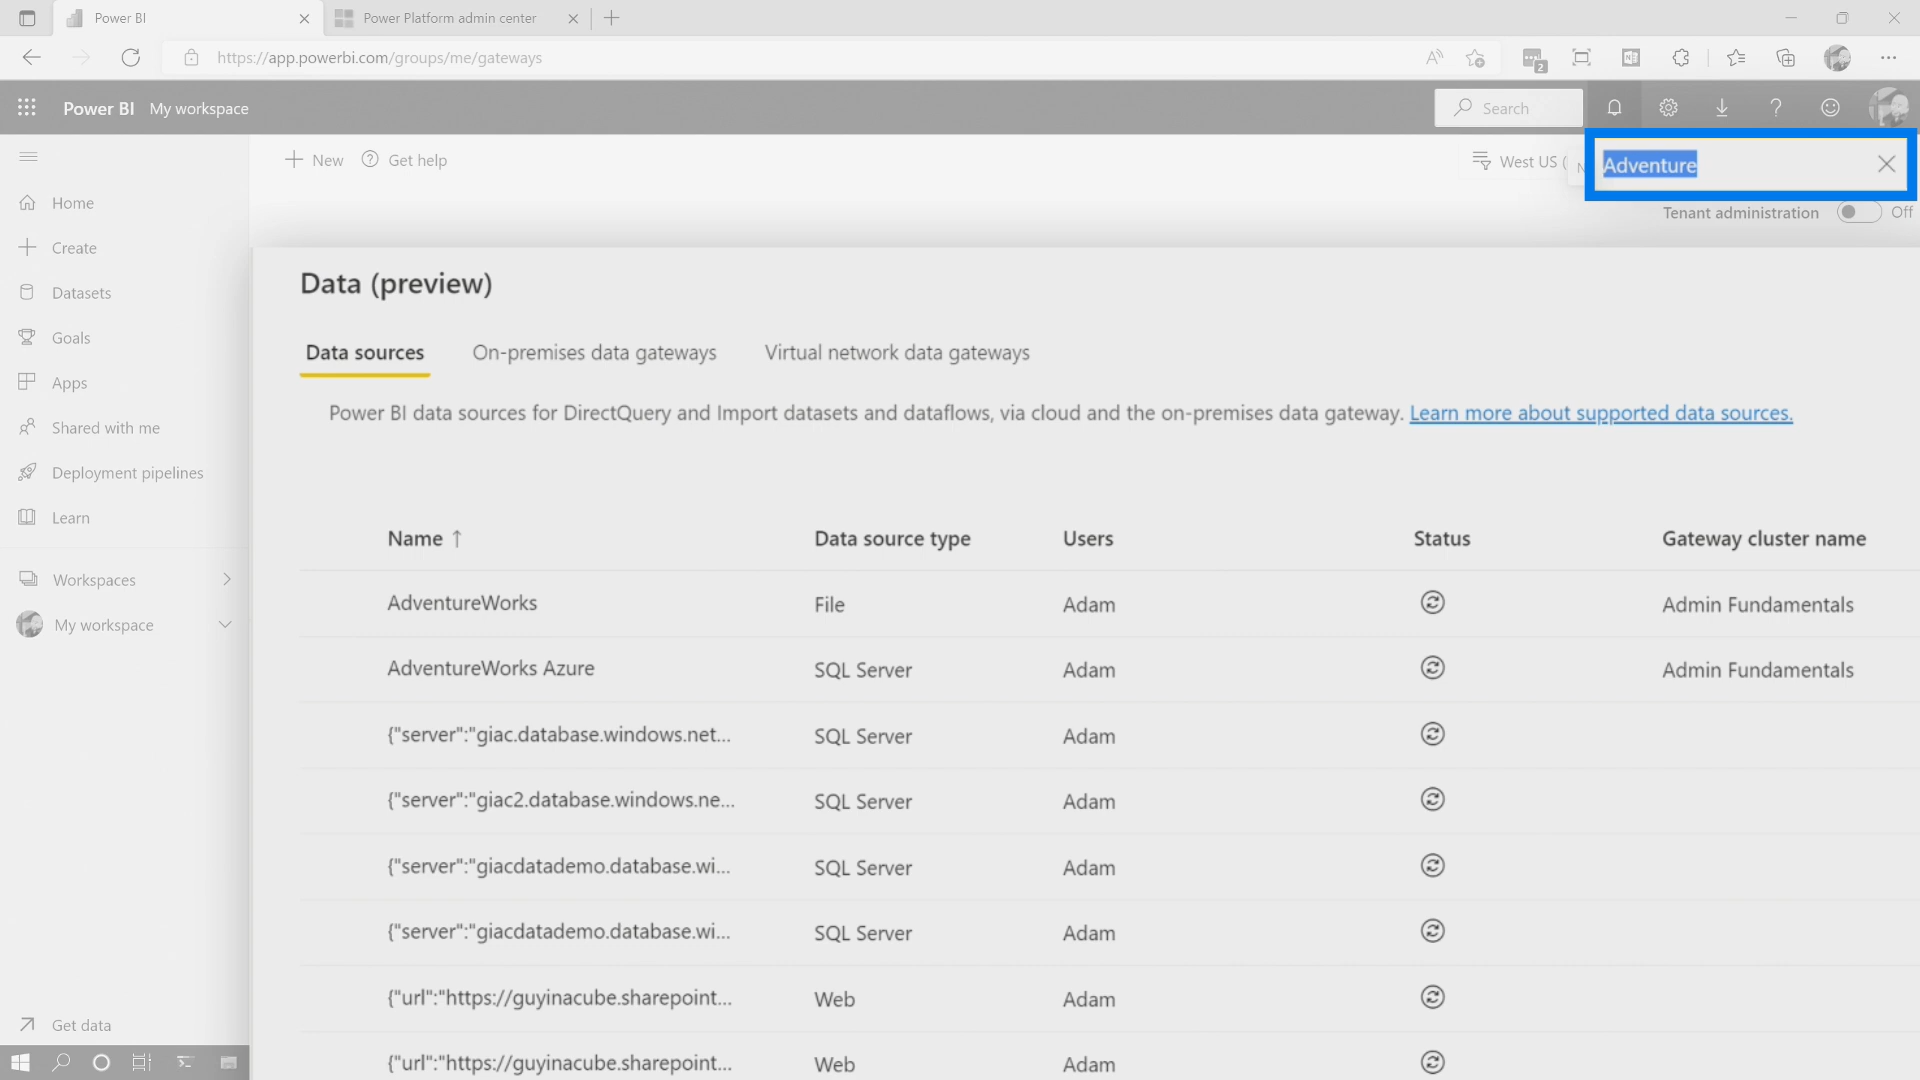 Power BI
Power Platform admin center
https://app.powerbi.com/groups/me/gateways
2
Power BI My workspace
Search
New Get help
West US (
Adventure
Tenant administration Off
Home
Create
Datasets
Goals
Apps
Shared with me
Deployment pipelines
Learn
Workspaces
My workspace
Get data
Data (preview)
Data sources On-premises data gateways Virtual network data gateways
Power BI data sources for DirectQuery and Import datasets and dataflows, via cloud and the on-premises data gateway. Learn more about supported data sources.
Name ↑ Data source type Users Status Gateway cluster name
AdventureWorks File Adam Admin Fundamentals
AdventureWorks Azure SQL Server Adam Admin Fundamentals
{"server":"giac.database.windows.net... SQL Server Adam
{"server":"giac2.database.windows.ne... SQL Server Adam
{"server":"giacdatademo.database.wi... SQL Server Adam
{"server":"giacdatademo.database.wi... SQL Server Adam
{"url":"https://guyinacube.sharepoint... Web Adam
{"url":"https://guyinacube.sharepoint... Web Adam